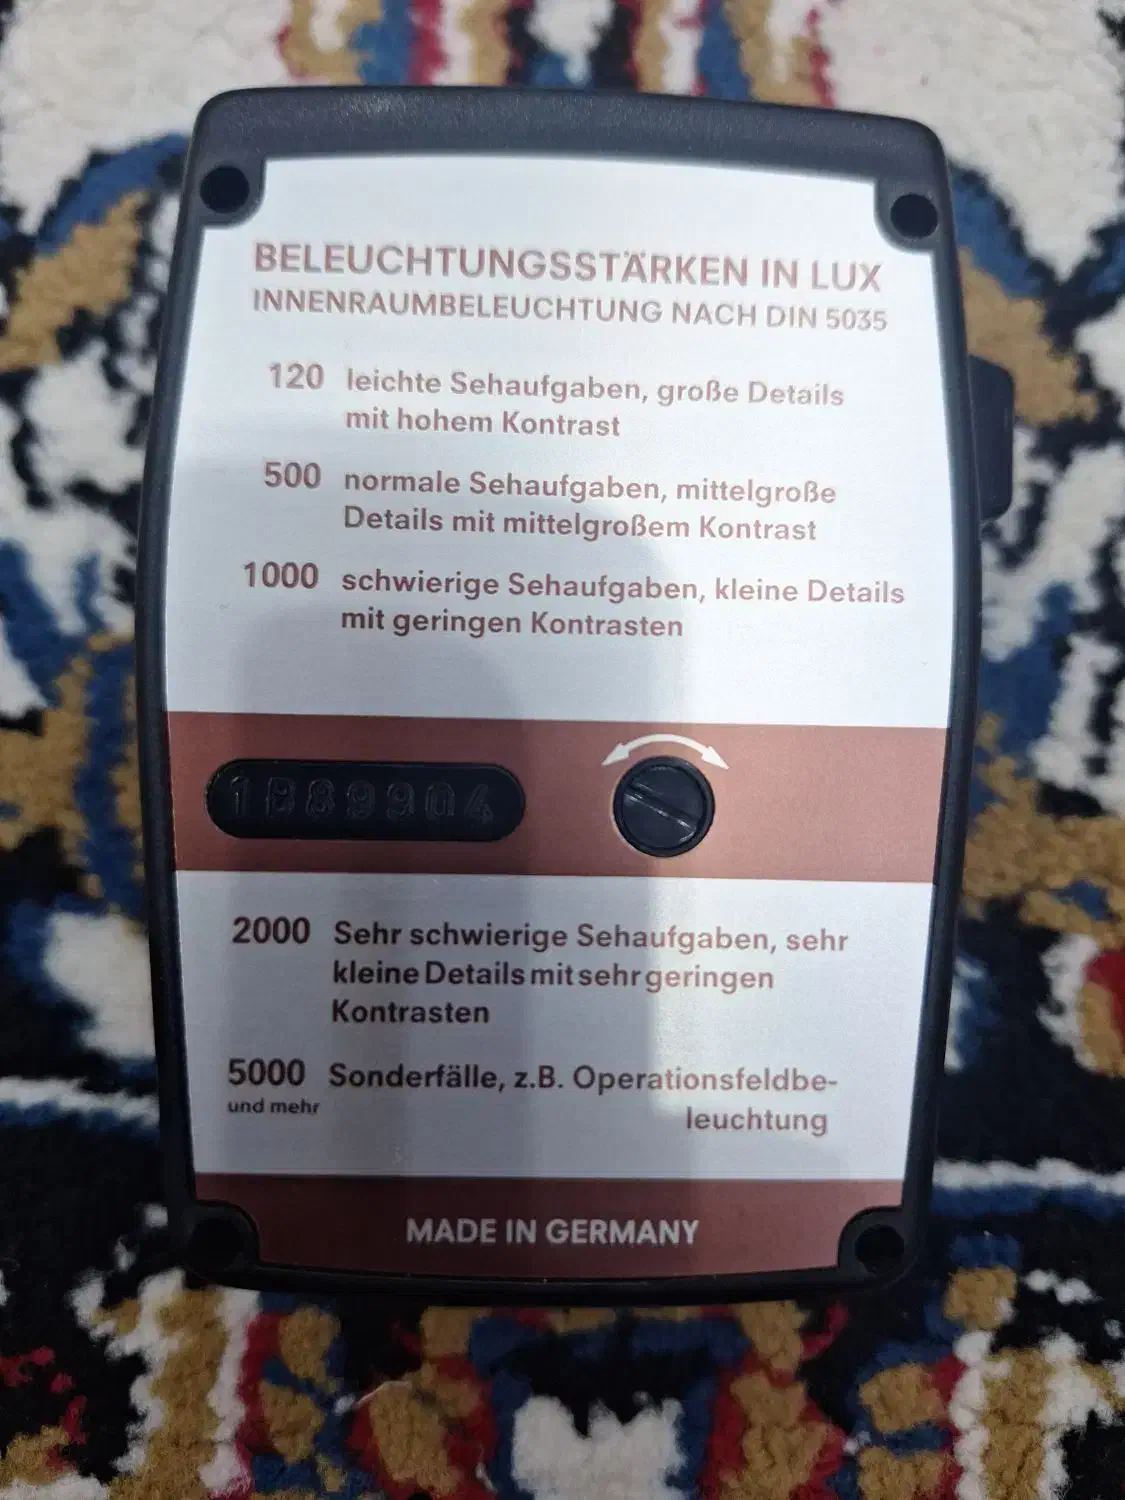 BELEUCHTUNGSSTÄRKEN IN LUX
INNENRAUMBELEUCHTUNG NACH DIN 5035
120 leichte Sehaufgaben, große Details
mit hohem Kontrast
500 normale Sehaufgaben, mittelgroße
Details mit mittelgroßem Kontrast
1000 schwierige Sehaufgaben, kleine Details
mit geringen Kontrasten
1B89904
2000 Sehr schwierige Sehaufgaben, sehr
kleine Details mit sehr geringen
Kontrasten
5000 Sonderfälle, z.B. Operationsfeldbe-
und mehr
leuchtung
MADE IN GERMANY